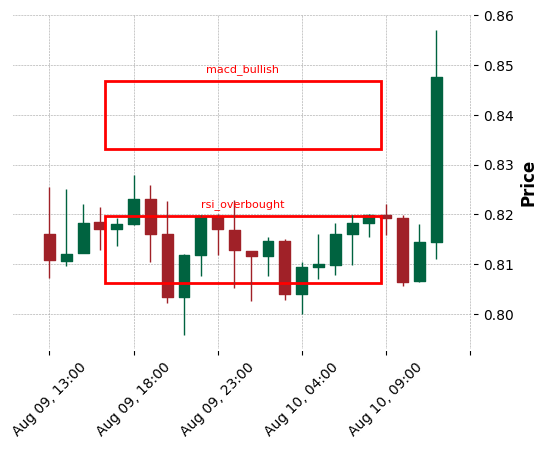 0.86
0.85
macd_bullish
0.84
0.83
rsi_overbought
0.82
0.81
0.80
Price
Aug 09, 13:00
Aug 09, 18:00
Aug 09, 23:00
Aug 10, 04:00
Aug 10, 09:00